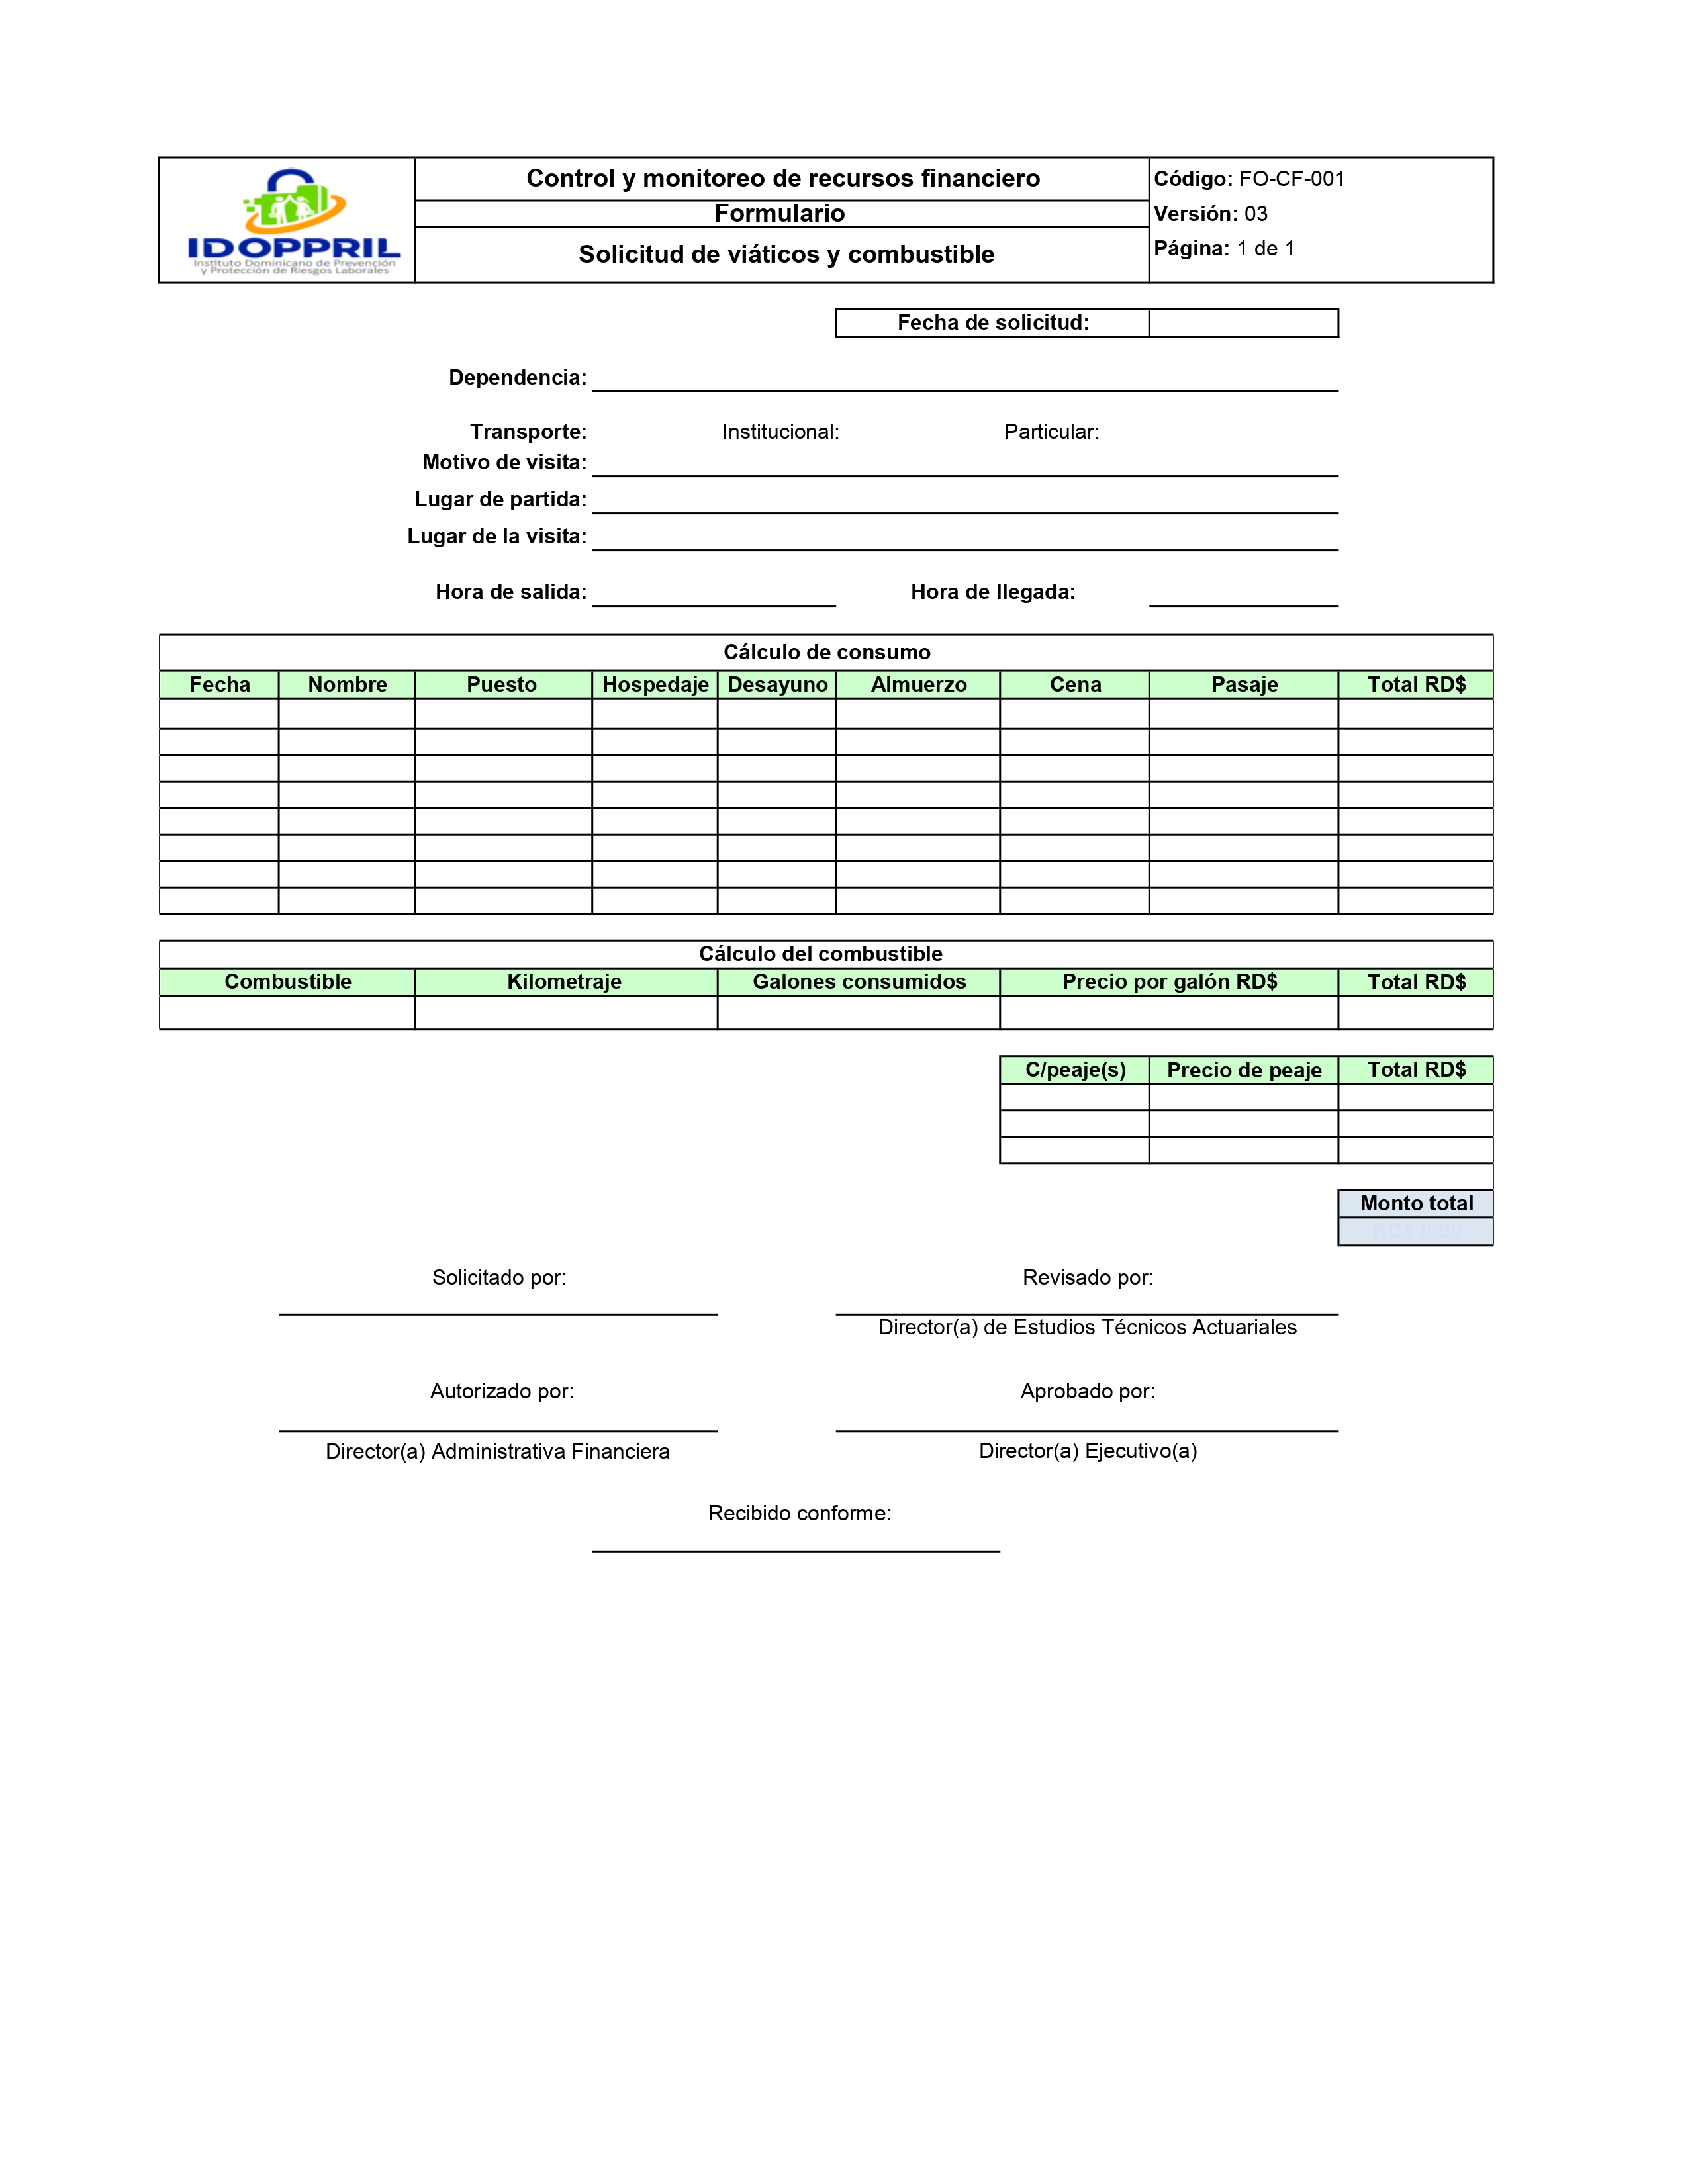 IDOPPRIL
Instituto Dominicano de Prevención
y Protección de Riesgos Laborales
Control y monitoreo de recursos financiero
Formulario
Solicitud de viáticos y combustible
Código: FO-CF-001
Versión: 03
Página: 1 de 1
Fecha de solicitud:
Dependencia:
Transporte: Institucional: Particular:
Motivo de visita:
Lugar de partida:
Lugar de la visita:
Hora de salida: Hora de llegada:
Cálculo de consumo
Fecha Nombre Puesto Hospedaje Desayuno Almuerzo Cena Pasaje Total RD$
Cálculo del combustible
Combustible Kilometraje Galones consumidos Precio por galón RD$ Total RD$
C/peaje(s) Precio de peaje Total RD$
Monto total
RD$ 0.00
Solicitado por: Revisado por:
Director(a) de Estudios Técnicos Actuariales
Autorizado por: Aprobado por:
Director(a) Administrativa Financiera Director(a) Ejecutivo(a)
Recibido conforme: